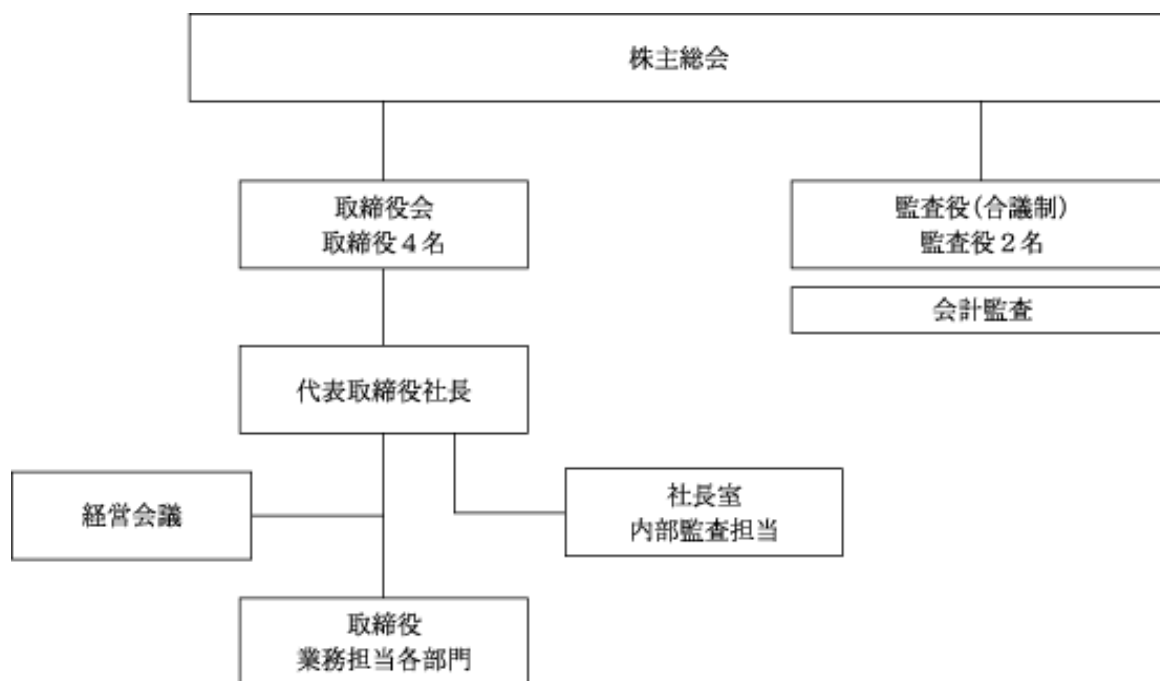 株主総会
取締役会
取締役４名
監査役(合議制)
監査役２名
会計監査
代表取締役社長
経営会議
社長室
内部監査担当
取締役
業務担当各部門